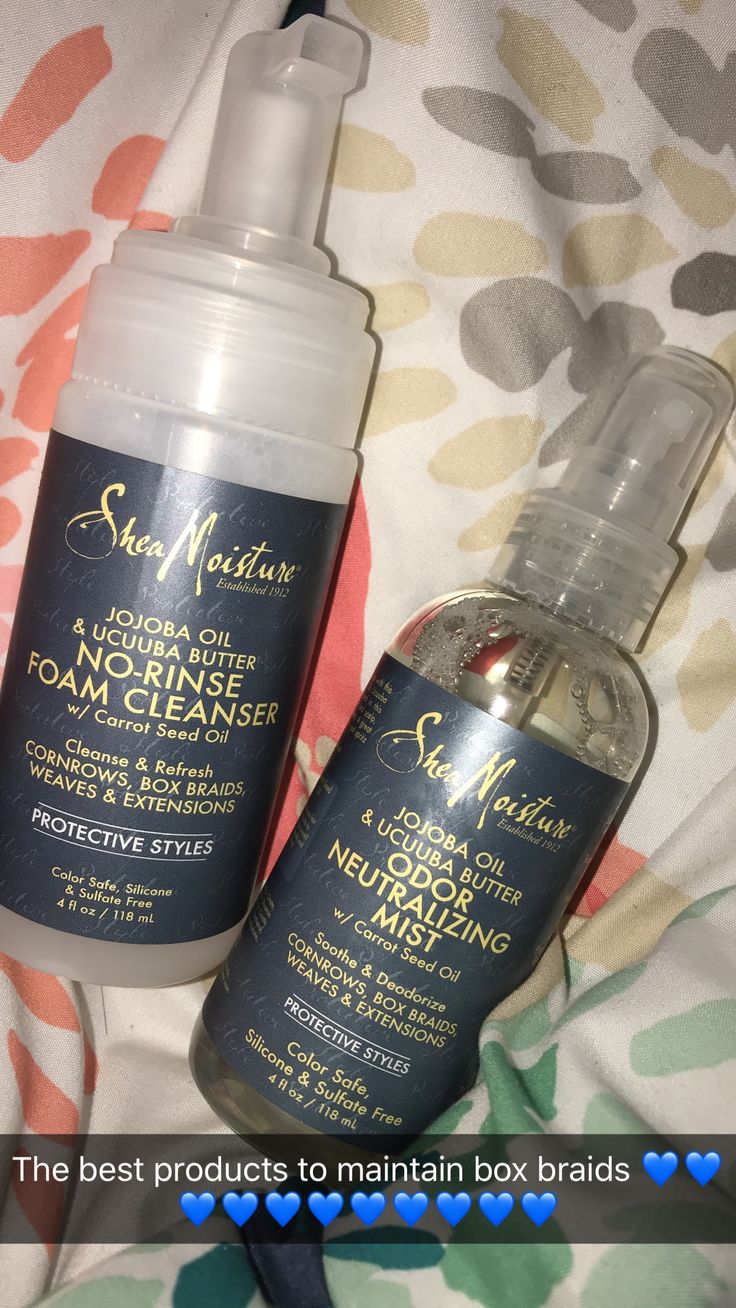 Shea Moisture®
Established 1912
JOJOBA OIL
& UCUUBA BUTTER
NO-RINSE
FOAM CLEANSER
w/ Carrot Seed Oil
Cleanse & Refresh
CORNROWS, BOX BRAIDS,
WEAVES & EXTENSIONS
PROTECTIVE STYLES
Color Safe, Silicone
& Sulfate Free
4 fl oz / 118 mL
Shea Moisture®
Established 1912
JOJOBA OIL
& UCUUBA BUTTER
ODOR
NEUTRALIZING
MIST
w/ Carrot Seed Oil
Soothe & Deodorize
CORNROWS, BOX BRAIDS,
WEAVES & EXTENSIONS
PROTECTIVE STYLES
Color Safe,
Silicone & Sulfate Free
4 fl oz / 118 mL
The best products to maintain box braids 💙💙
💙💙💙💙💙💙💙💙💙